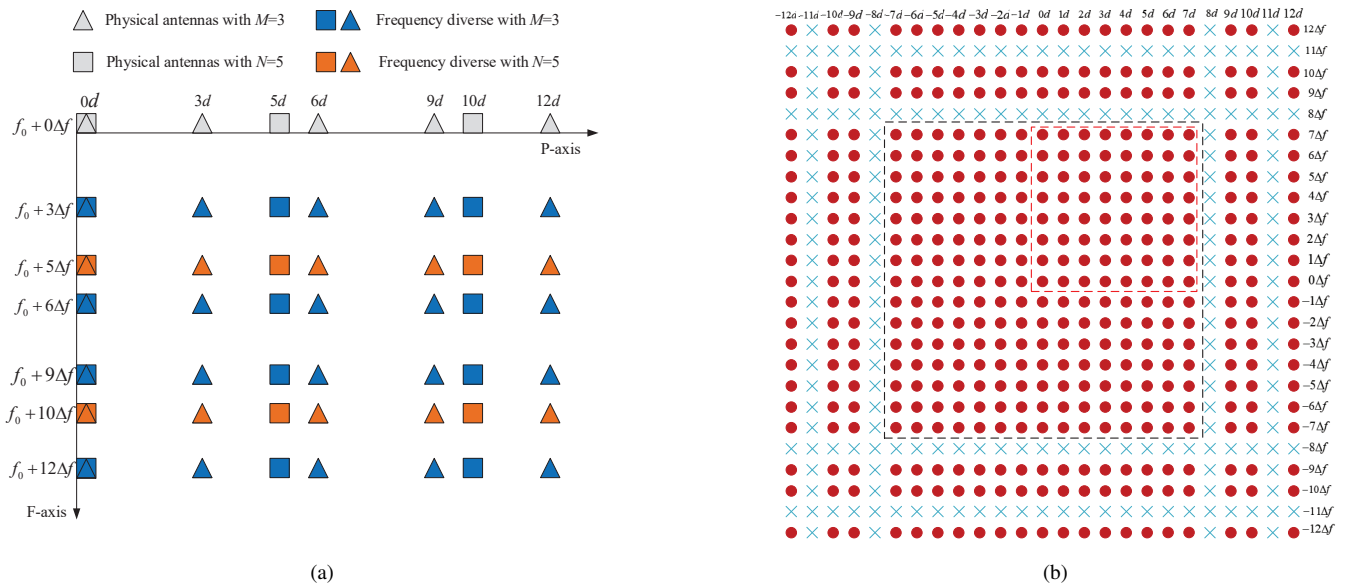 Physical antennas with M=3
Frequency diverse with M=3
Physical antennas with N=5
Frequency diverse with N=5
0d 3d 5d 6d 9d 10d 12d
f₀+0Δf
P-axis
f₀+3Δf
f₀+5Δf
f₀+6Δf
f₀+9Δf
f₀+10Δf
f₀+12Δf
F-axis
(a)
−12d −11d −10d −9d −8d −7d −6d −5d −4d −3d −2d −1d 0d 1d 2d 3d 4d 5d 6d 7d 8d 9d 10d 11d 12d
12Δf
11Δf
10Δf
9Δf
8Δf
7Δf
6Δf
5Δf
4Δf
3Δf
2Δf
1Δf
0Δf
−1Δf
−2Δf
−3Δf
−4Δf
−5Δf
−6Δf
−7Δf
−8Δf
−9Δf
−10Δf
−11Δf
−12Δf
(b)